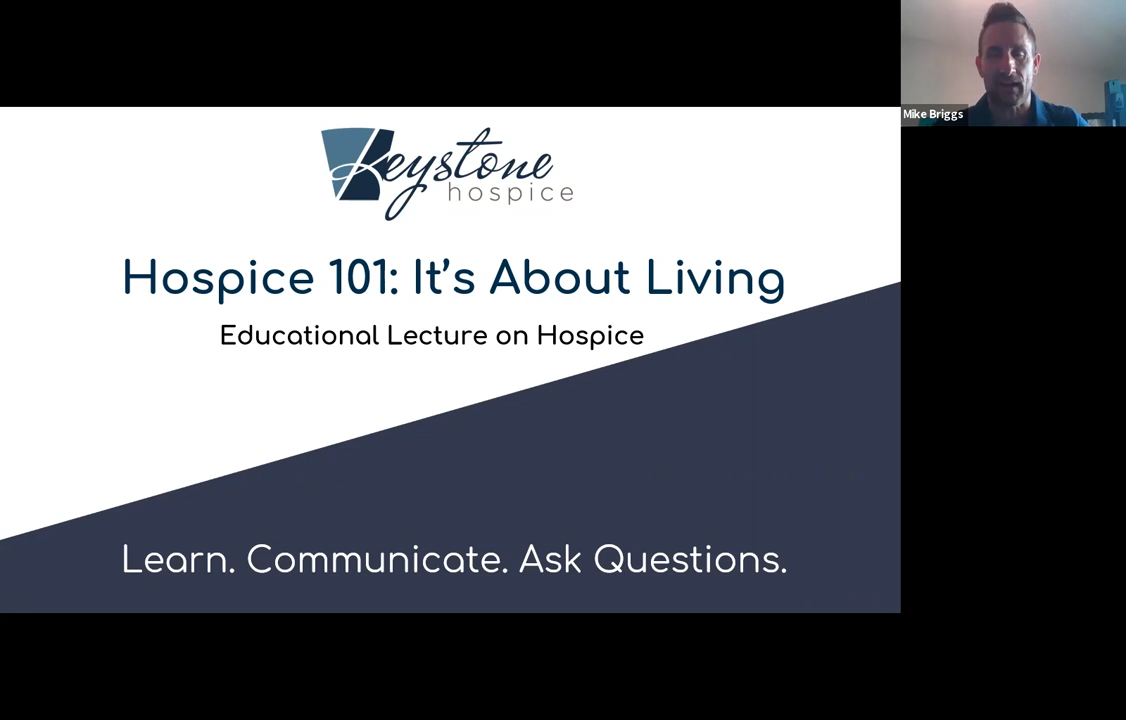 Mike Briggs
Keystone
hospice
Hospice 101: It’s About Living
Educational Lecture on Hospice
Learn. Communicate. Ask Questions.